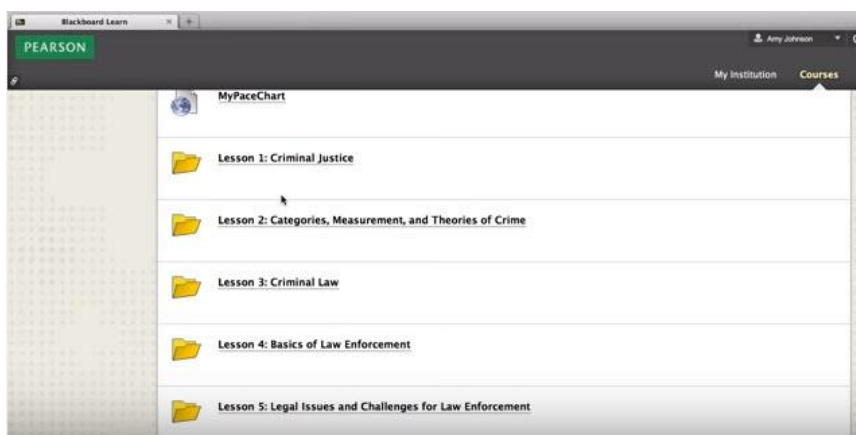 Blackboard Learn
PEARSON
Amy Johnson
My Institution Courses
MyPaceChart
Lesson 1: Criminal Justice
Lesson 2: Categories, Measurement, and Theories of Crime
Lesson 3: Criminal Law
Lesson 4: Basics of Law Enforcement
Lesson 5: Legal Issues and Challenges for Law Enforcement